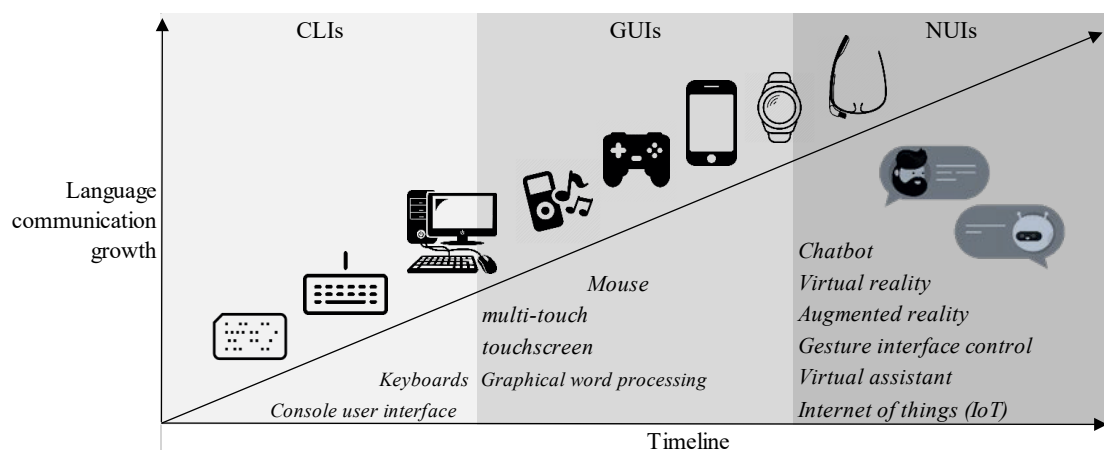 CLIs
GUIs
NUIs
Language
communication
growth
Keyboards
Console user interface
Mouse
multi-touch
touchscreen
Graphical word processing
Chatbot
Virtual reality
Augmented reality
Gesture interface control
Virtual assistant
Internet of things (IoT)
Timeline